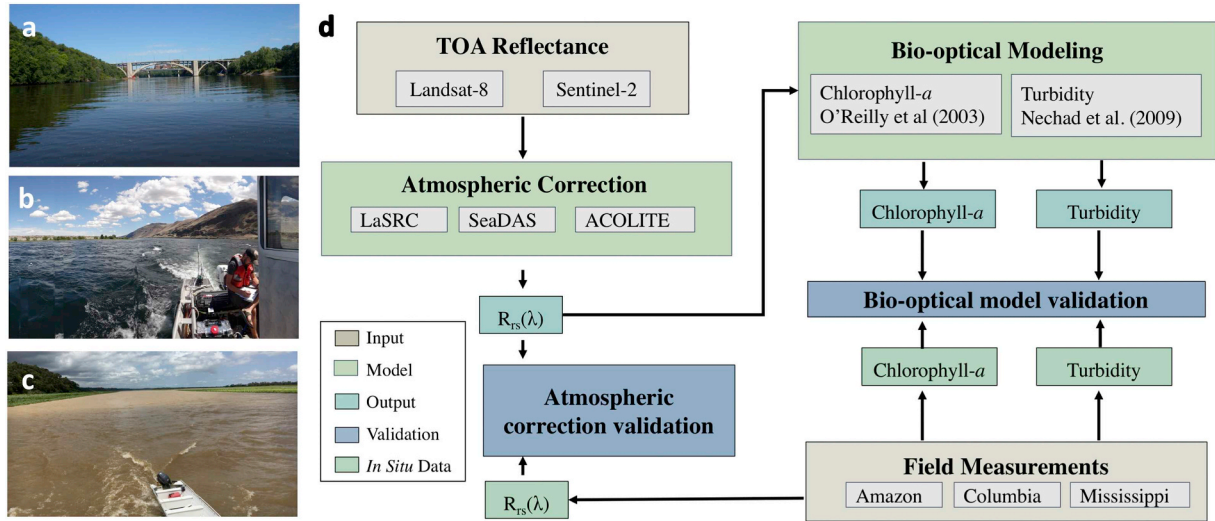 a
b
c
d
TOA Reflectance
Landsat-8
Sentinel-2
Atmospheric Correction
LaSRC
SeaDAS
ACOLITE
Rrs(λ)
Input
Model
Output
Validation
In Situ Data
Atmospheric
correction validation
Rrs(λ)
Bio-optical Modeling
Chlorophyll-a
O'Reilly et al (2003)
Turbidity
Nechad et al. (2009)
Chlorophyll-a
Turbidity
Bio-optical model validation
Chlorophyll-a
Turbidity
Field Measurements
Amazon
Columbia
Mississippi